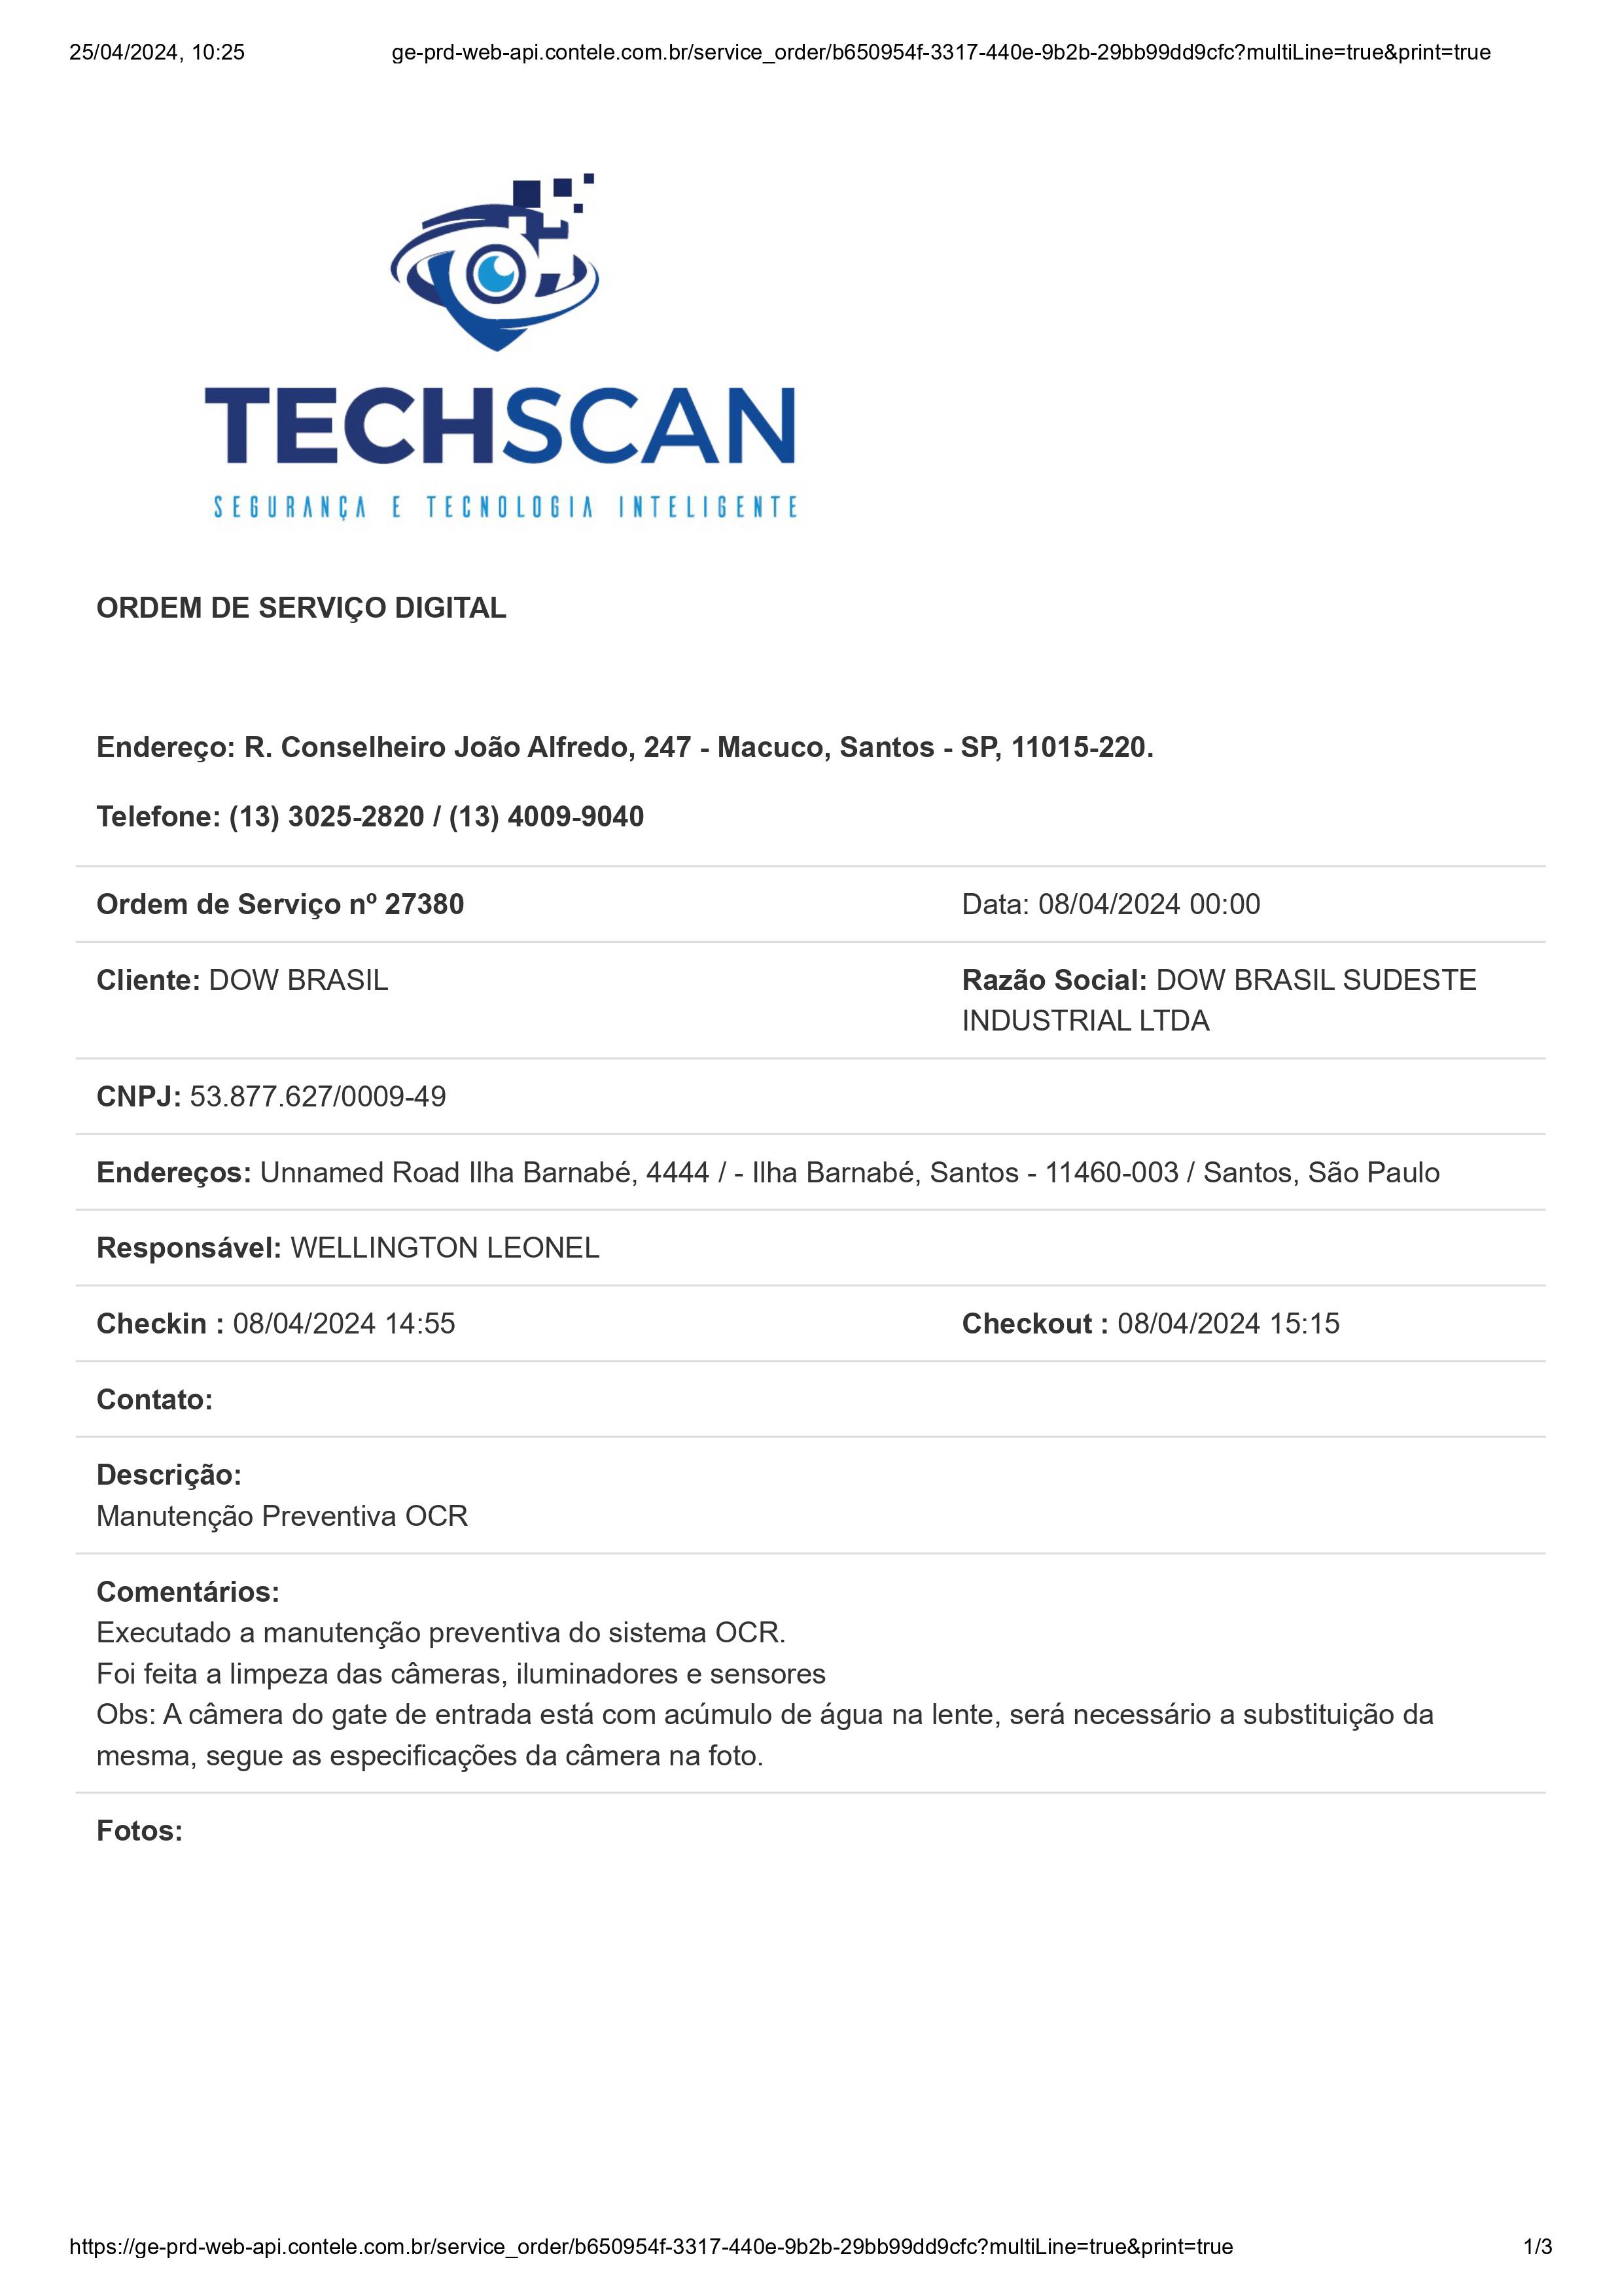 25/04/2024, 10:25 ge-prd-web-api.contele.com.br/service_order/b650954f-3317-440e-9b2b-29bb99dd9cfc?multiLine=true&print=true
TECHSCAN
SEGURANÇA E TECNOLOGIA INTELIGENTE
ORDEM DE SERVIÇO DIGITAL
Endereço: R. Conselheiro João Alfredo, 247 - Macuco, Santos - SP, 11015-220.
Telefone: (13) 3025-2820 / (13) 4009-9040
Ordem de Serviço nº 27380 Data: 08/04/2024 00:00
Cliente: DOW BRASIL Razão Social: DOW BRASIL SUDESTE
INDUSTRIAL LTDA
CNPJ: 53.877.627/0009-49
Endereços: Unnamed Road Ilha Barnabé, 4444 / - Ilha Barnabé, Santos - 11460-003 / Santos, São Paulo
Responsável: WELLINGTON LEONEL
Checkin : 08/04/2024 14:55 Checkout : 08/04/2024 15:15
Contato:
Descrição:
Manutenção Preventiva OCR
Comentários:
Executado a manutenção preventiva do sistema OCR.
Foi feita a limpeza das câmeras, iluminadores e sensores
Obs: A câmera do gate de entrada está com acúmulo de água na lente, será necessário a substituição da
mesma, segue as especificações da câmera na foto.
Fotos:
https://ge-prd-web-api.contele.com.br/service_order/b650954f-3317-440e-9b2b-29bb99dd9cfc?multiLine=true&print=true 1/3